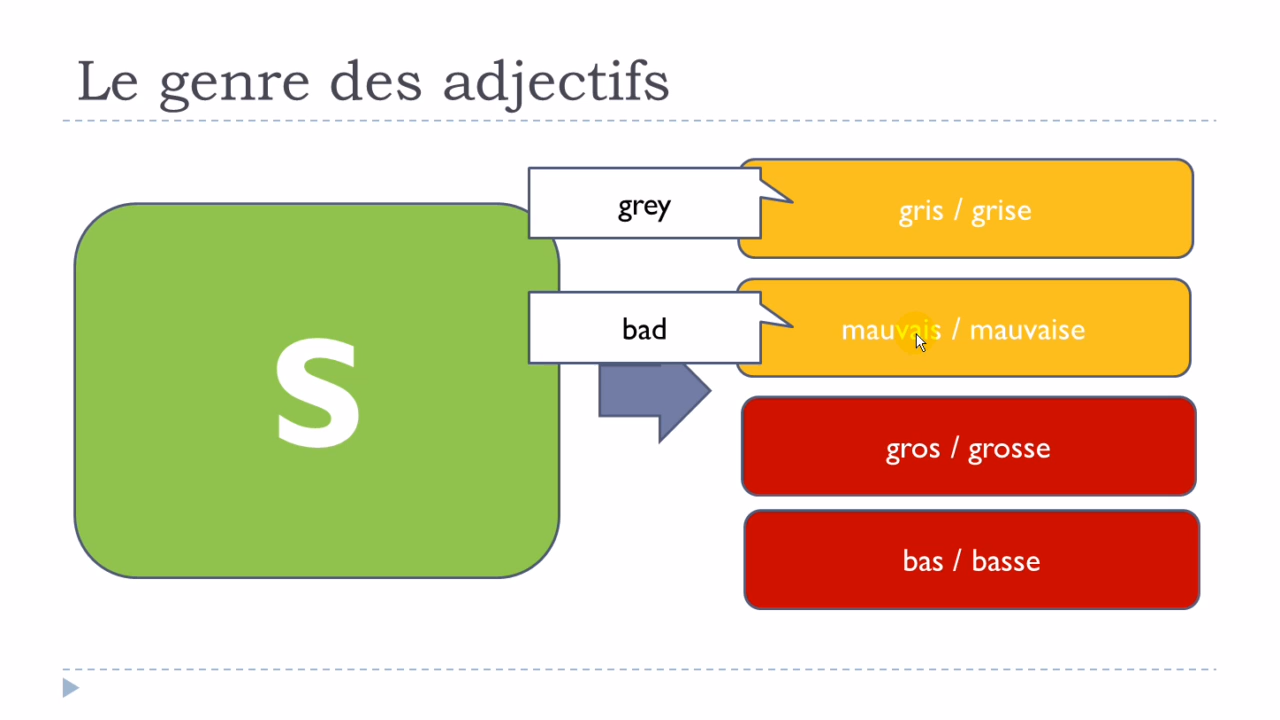 Le genre des adjectifs
s
grey
gris / grise
bad
mauvais / mauvaise
gros / grosse
bas / basse